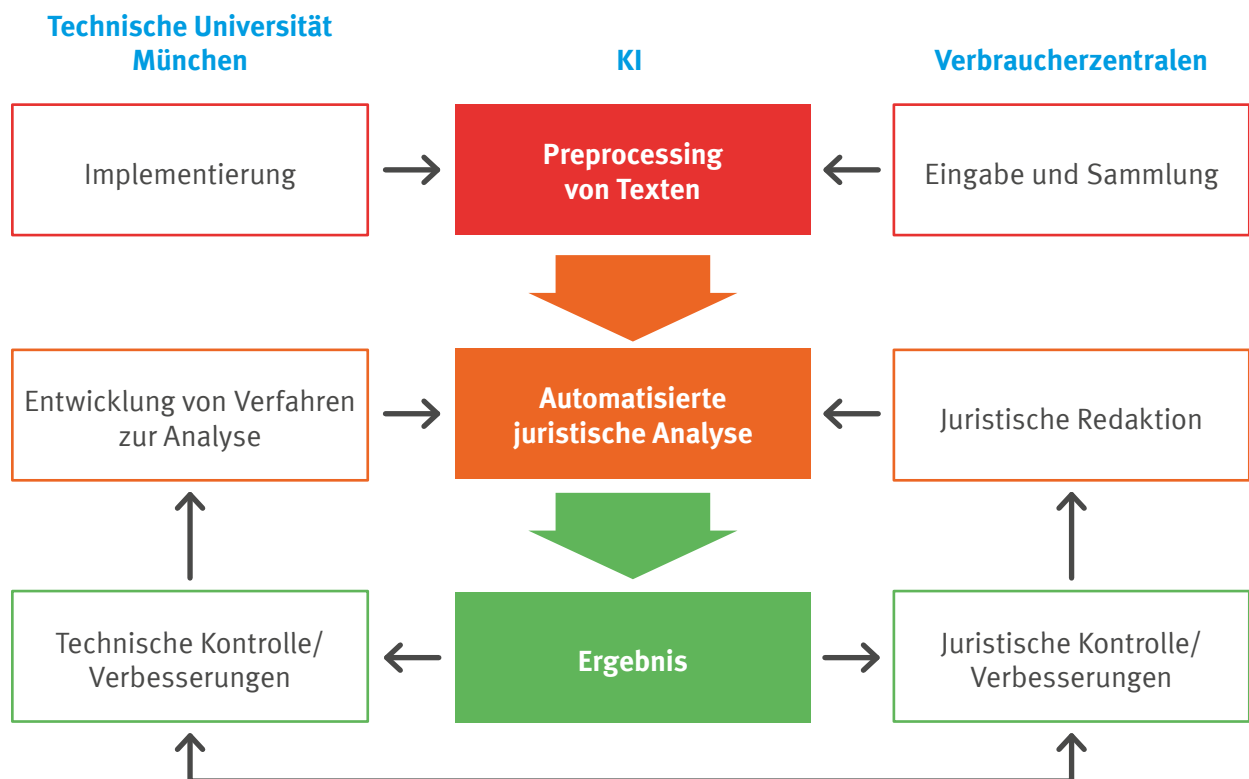 Technische Universität
München
KI
Verbraucherzentralen
Implementierung
Preprocessing
von Texten
Eingabe und Sammlung
Entwicklung von Verfahren
zur Analyse
Automatisierte
juristische Analyse
Juristische Redaktion
Technische Kontrolle/
Verbesserungen
Ergebnis
Juristische Kontrolle/
Verbesserungen